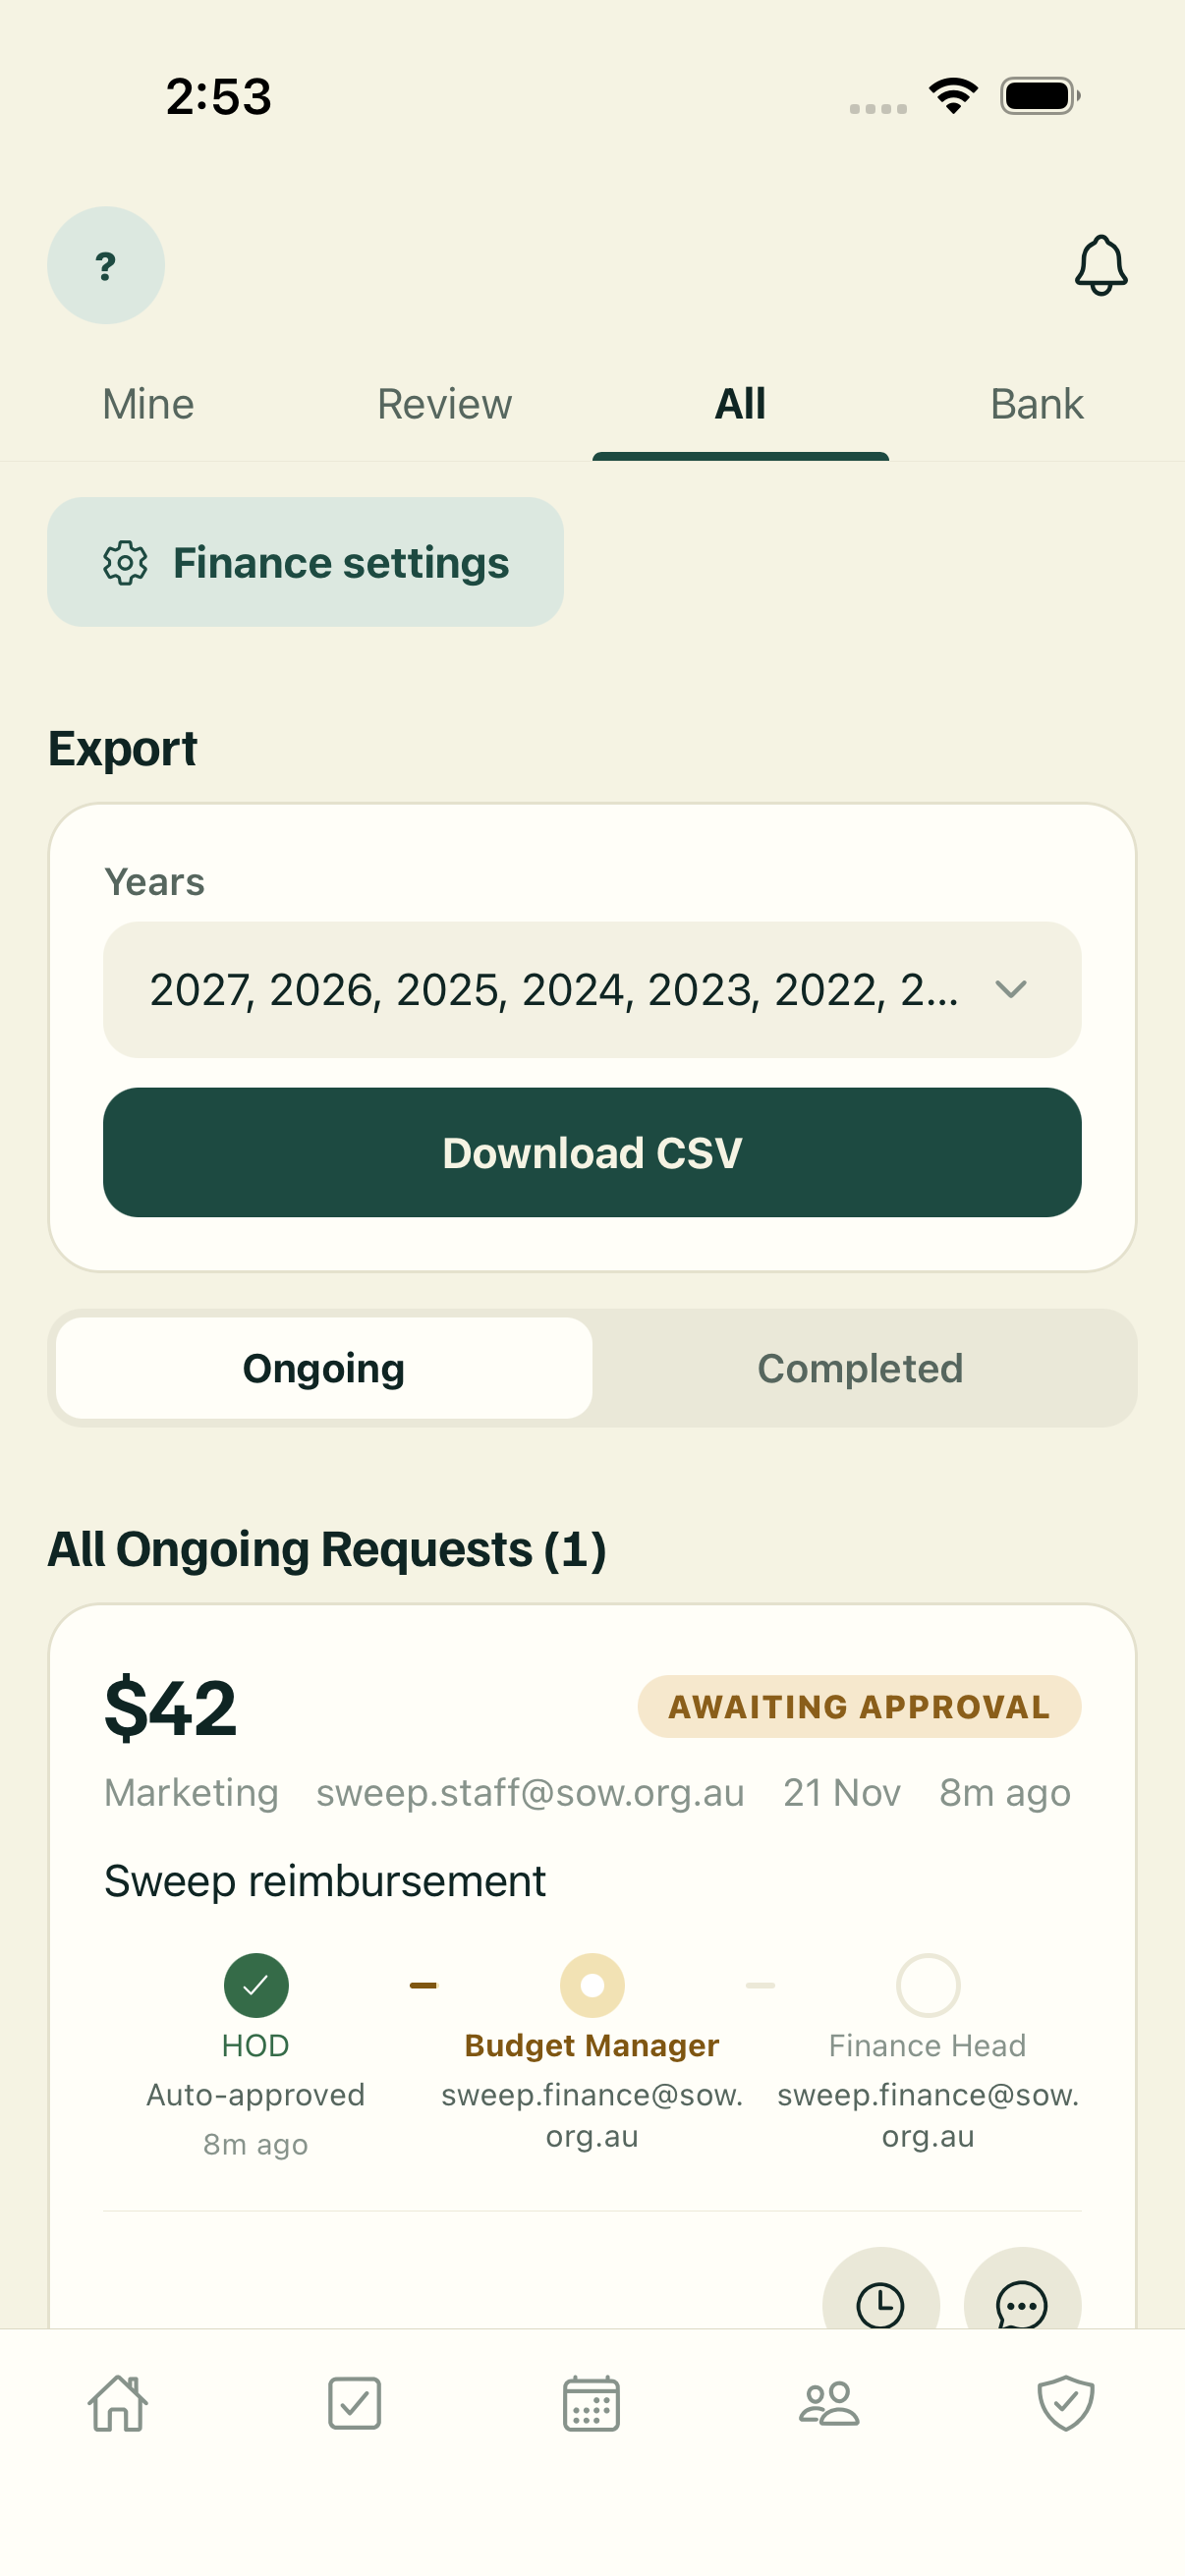 2:53
?
Mine Review All Bank
Finance settings
Export
Years
2027, 2026, 2025, 2024, 2023, 2022, 2...
Download CSV
Ongoing Completed
All Ongoing Requests (1)
$42 AWAITING APPROVAL
Marketing sweep.staff@sow.org.au 21 Nov 8m ago
Sweep reimbursement
HOD Budget Manager Finance Head
Auto-approved sweep.finance@sow. sweep.finance@sow.
8m ago org.au org.au